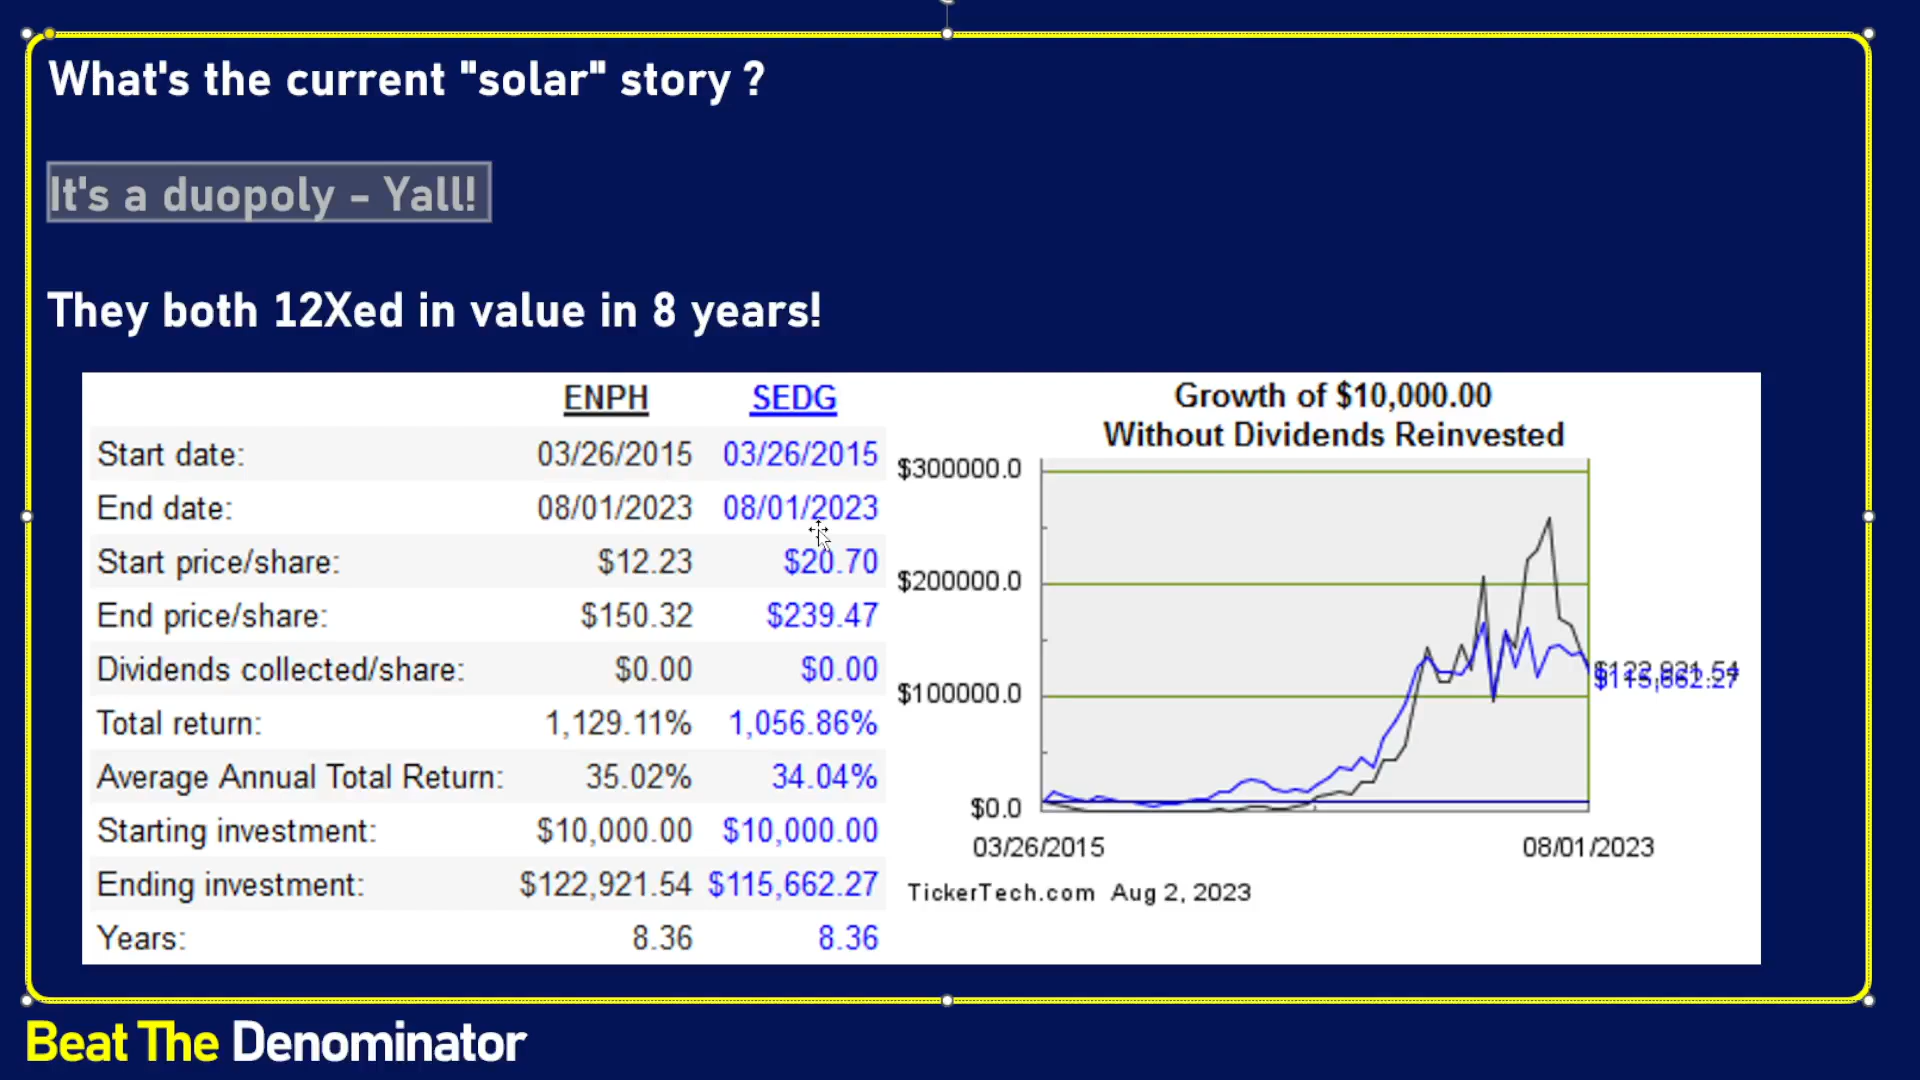 What's the current "solar" story ?
It's a duopoly - Yall!
They both 12Xed in value in 8 years!
ENPH SEDG
Start date: 03/26/2015 03/26/2015
End date: 08/01/2023 08/01/2023
Start price/share: $12.23 $20.70
End price/share: $150.32 $239.47
Dividends collected/share: $0.00 $0.00
Total return: 1,129.11% 1,056.86%
Average Annual Total Return: 35.02% 34.04%
Starting investment: $10,000.00 $10,000.00
Ending investment: $122,921.54 $115,662.27
Years: 8.36 8.36
Growth of $10,000.00
Without Dividends Reinvested
$300000.0
$200000.0
$122,921.54
$115,662.27
$100000.0
$0.0
03/26/2015 08/01/2023
TickerTech.com Aug 2, 2023
Beat The Denominator